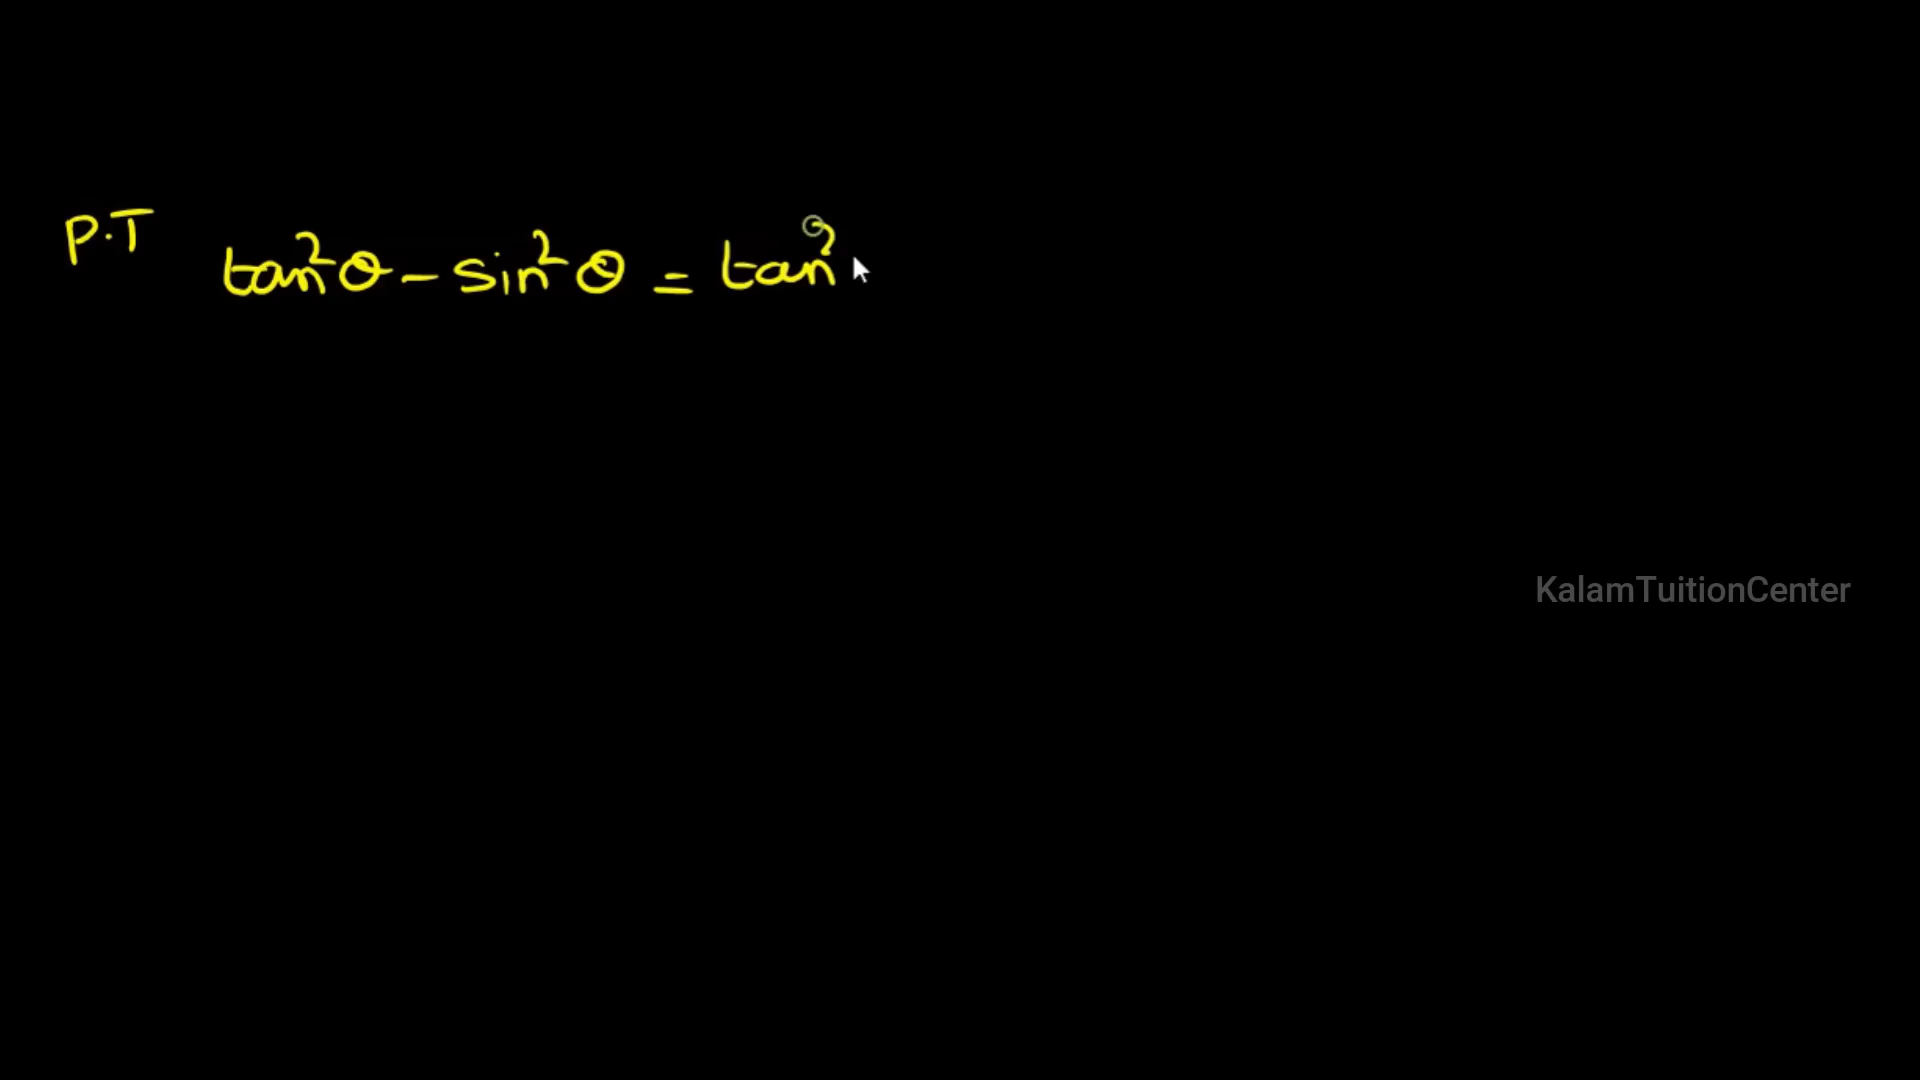 P.T tan²θ - sin²θ = tan²
KalamTuitionCenter